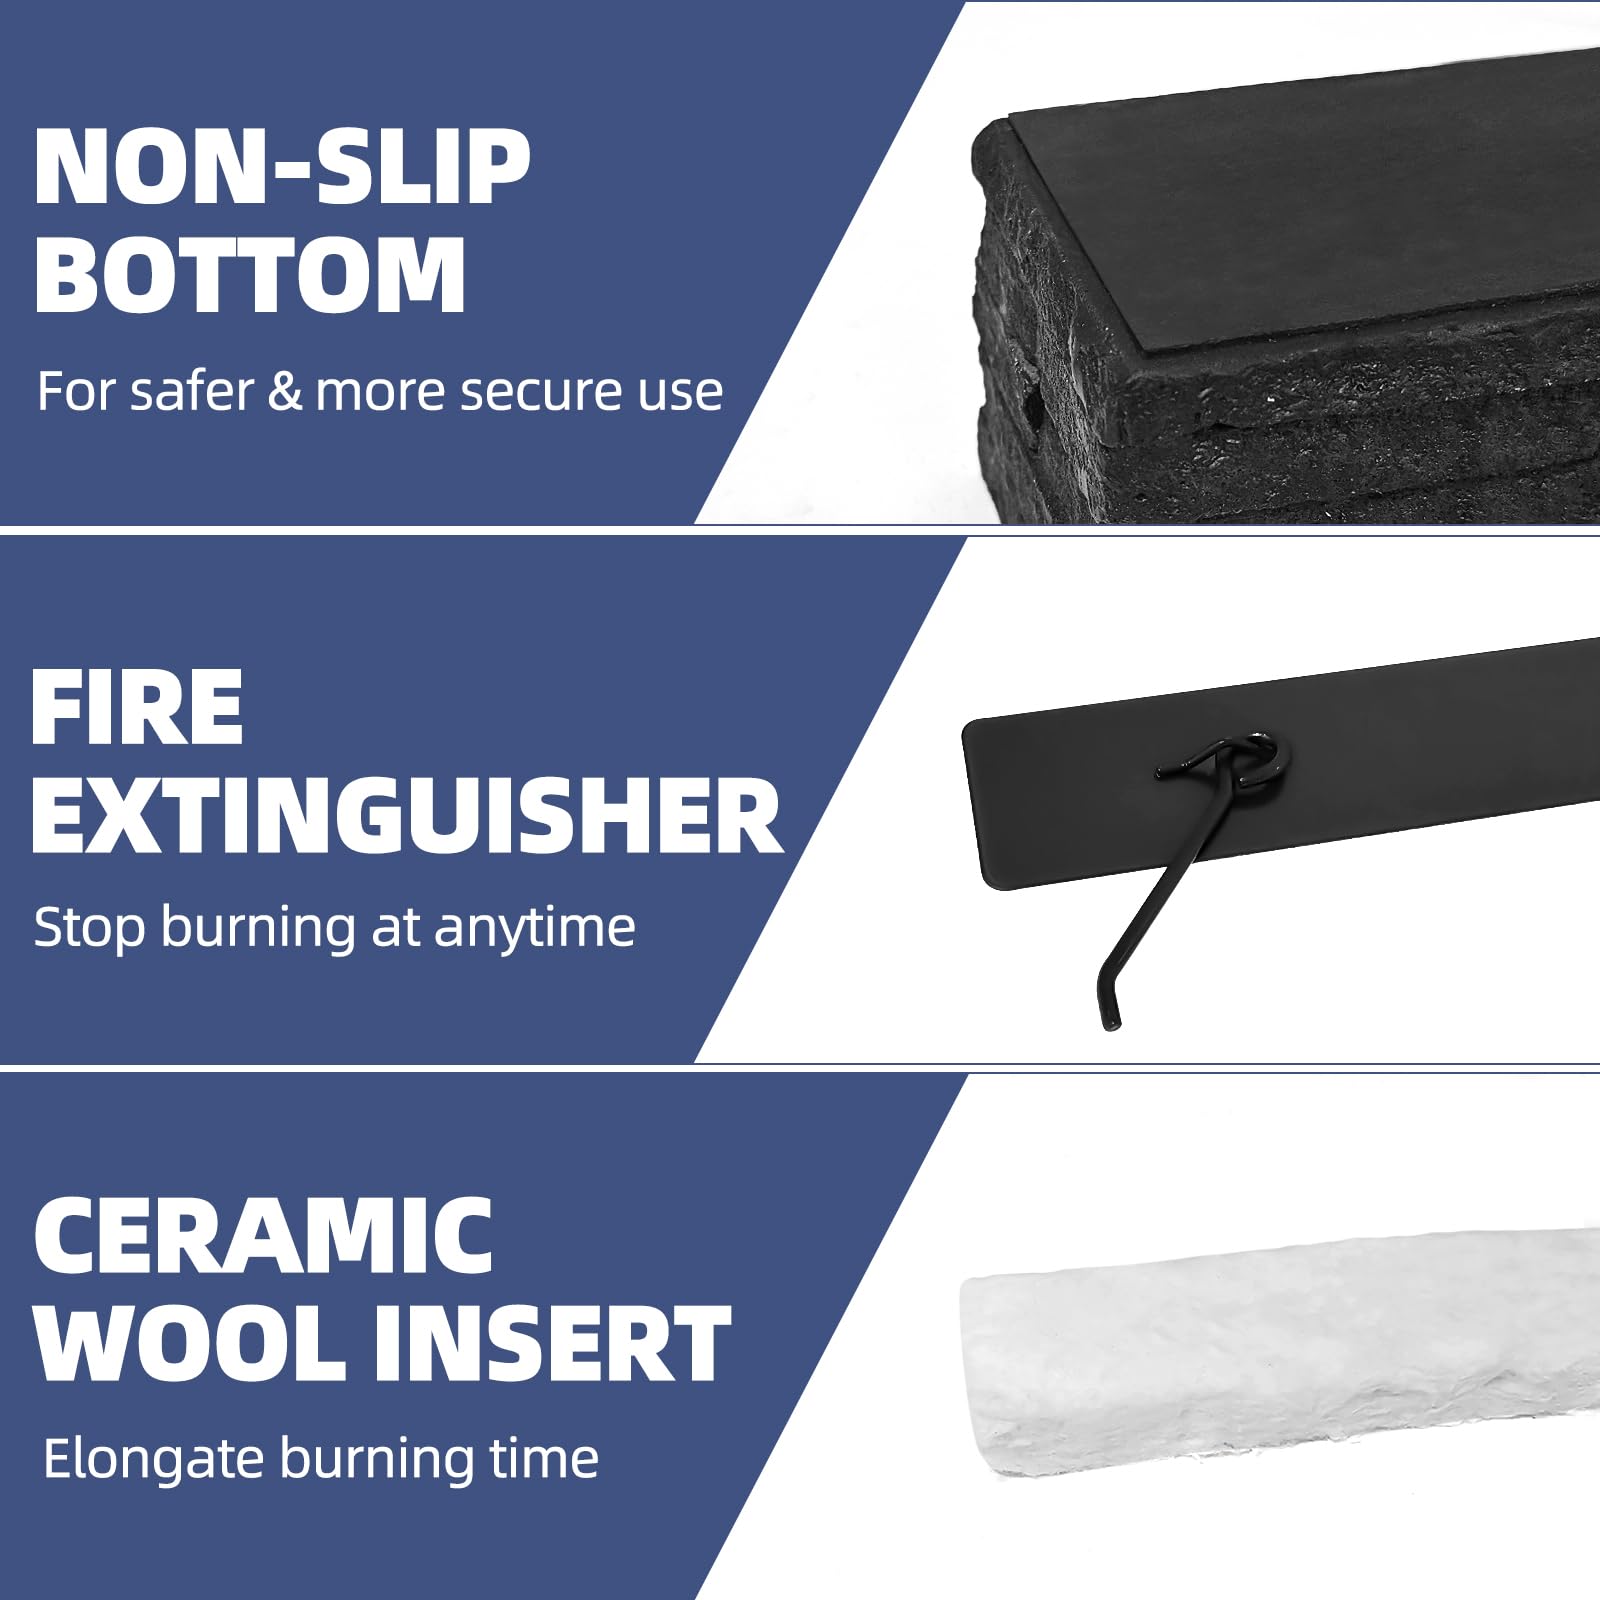 NON-SLIP
BOTTOM
For safer & more secure use
FIRE
EXTINGUISHER
Stop burning at anytime
CERAMIC
WOOL INSERT
Elongate burning time